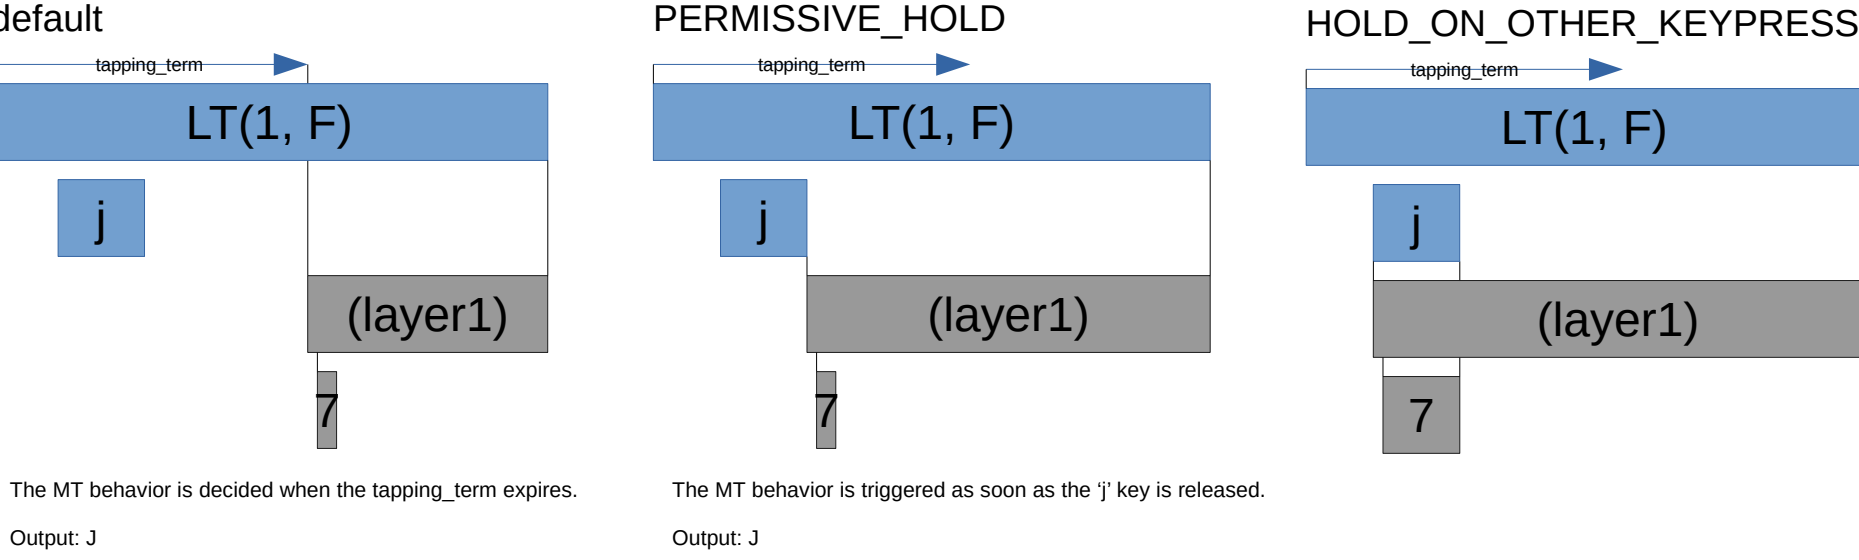 default
tapping_term
LT(1, F)
j
(layer1)
7
The MT behavior is decided when the tapping_term expires.
Output: J
PERMISSIVE_HOLD
tapping_term
LT(1, F)
j
(layer1)
7
The MT behavior is triggered as soon as the ‘j’ key is released.
Output: J
HOLD_ON_OTHER_KEYPRESS
tapping_term
LT(1, F)
j
(layer1)
7